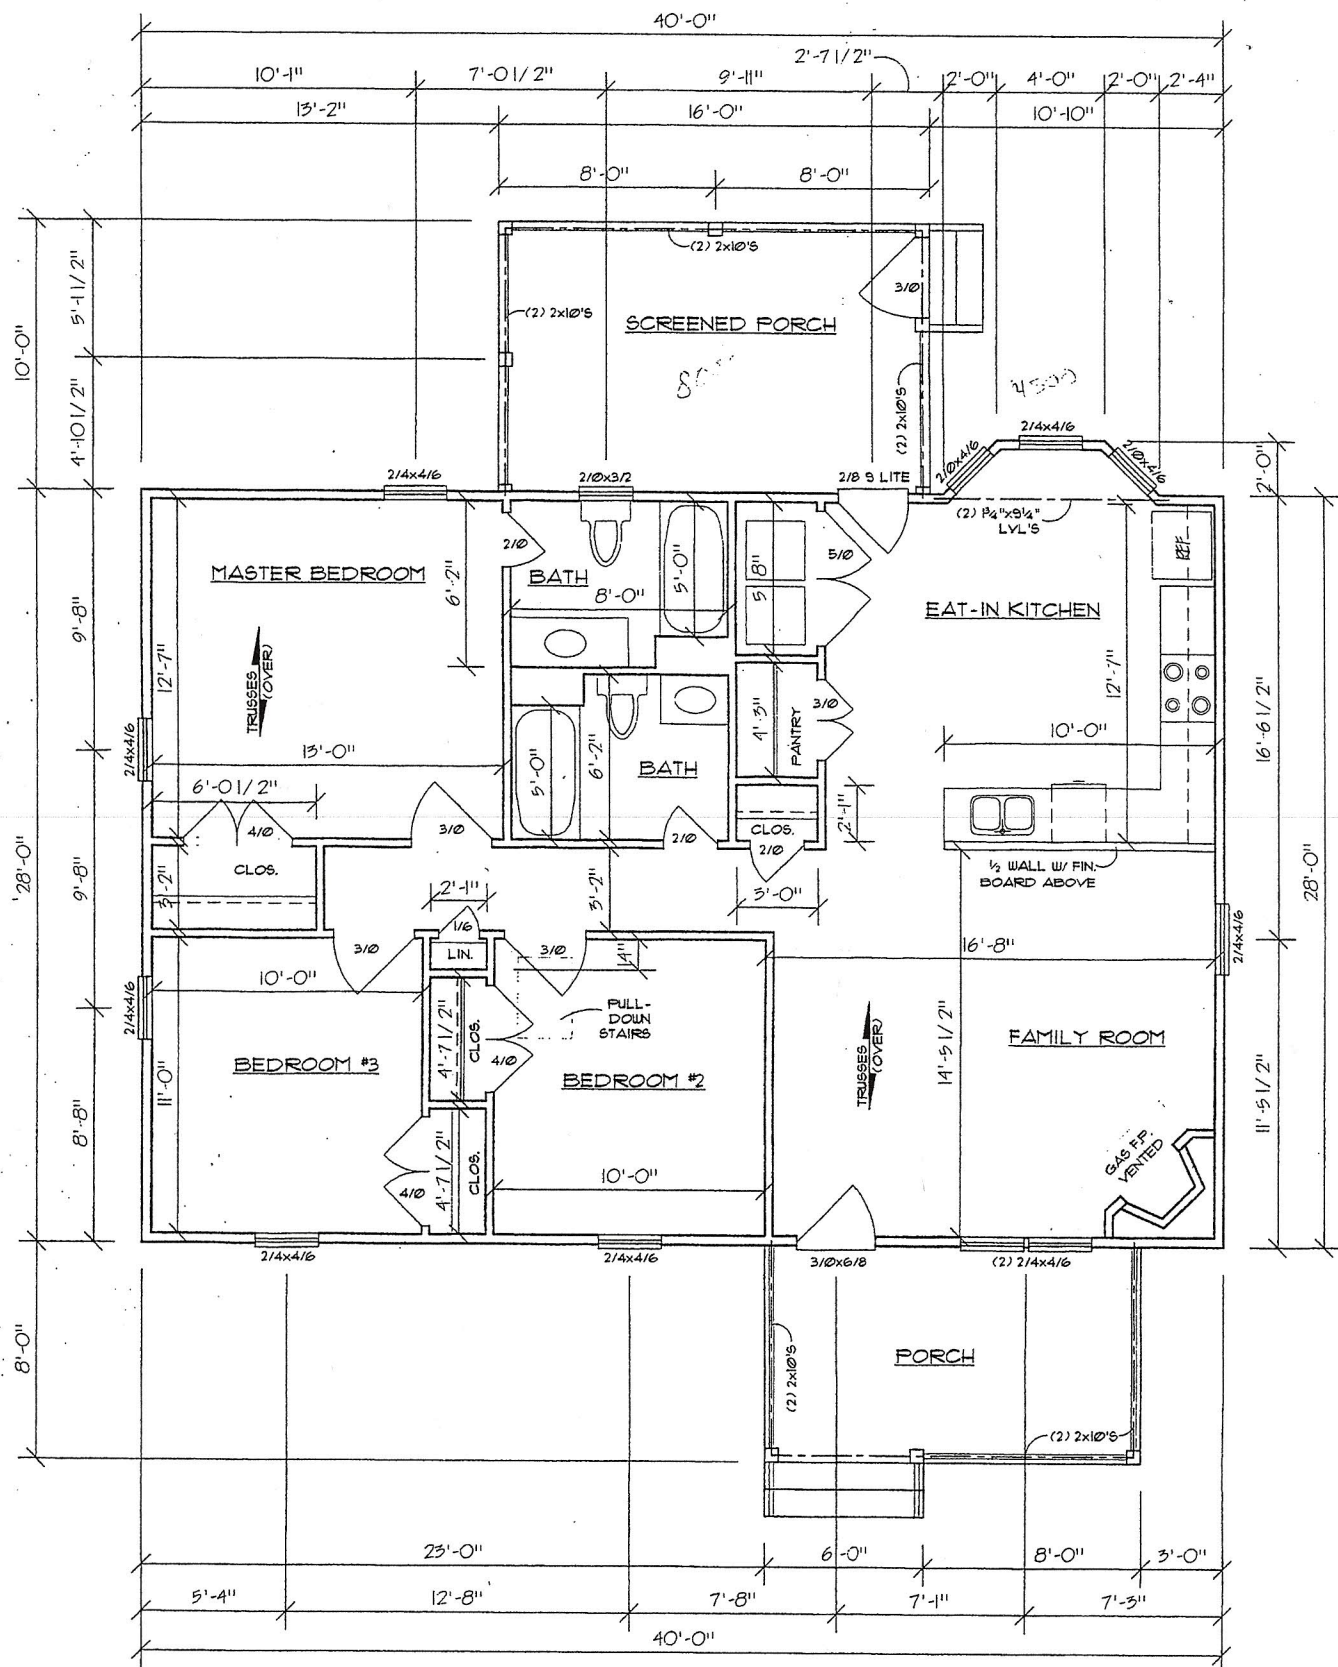 40'-0"
10'-1" 7'-0 1/2" 9'-11" 2'-7 1/2" 2'-0" 4'-0" 2'-0" 2'-4"
13'-2" 16'-0" 10'-10"
8'-0" 8'-0"
(2) 2x10'S
3/0
(2) 2x10'S
SCREENED PORCH
(2) 2x10'S
10'-0"
5'-1 1/2"
4'-10 1/2"
2/4x4/6
2/0x4/6 2/0x4/6
2'-0"
2/4x4/6 2/0x3/2 2/8 9 LITE
(2) 1¾"x9¼"
LVL'S
REF.
2/0
5/0
MASTER BEDROOM
BATH
EAT-IN KITCHEN
6'-2"
8'-0"
5'-0"
5'-8"
9'-8"
12'-7"
TRUSSES
(OVER)
4'-3"
PANTRY
3/0
12'-7"
10'-0"
16'-6 1/2"
2/4x4/6
13'-0"
6'-0 1/2"
5'-0"
6'-2"
BATH
4/0
3/0
2/0
CLOS.
2/0
2'-1"
½ WALL W/ FIN.
BOARD ABOVE
28'-0"
9'-8"
3'-2"
CLOS.
2'-1"
3'-2"
3'-0"
28'-0"
1/6
LIN.
3/0
3/0
14"
16'-8"
2/4x4/6
10'-0"
2/4x4/6
PULL-
DOWN
STAIRS
4'-7 1/2"
CLOS.
4/0
BEDROOM #3
BEDROOM #2
TRUSSES
(OVER)
14'-5 1/2"
FAMILY ROOM
11'-0"
8'-8"
11'-5 1/2"
GAS F.P.
VENTED
4/0
4'-7 1/2"
CLOS.
10'-0"
2/4x4/6 2/4x4/6 3/0x6/8 (2) 2/4x4/6
8'-0"
(2) 2x10'S
PORCH
(2) 2x10'S
23'-0" 6'-0" 8'-0" 3'-0"
5'-4" 12'-8" 7'-8" 7'-1" 7'-3"
40'-0"